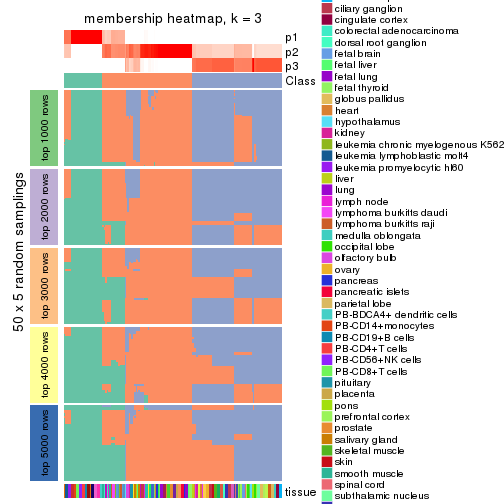 membership heatmap, k = 3
p1
p2
p3
Class
50 x 5 random samplings
top 1000 rows
top 2000 rows
top 3000 rows
top 4000 rows
top 5000 rows
tissue
ciliary ganglion
cingulate cortex
colorectal adenocarcinoma
dorsal root ganglion
fetal brain
fetal liver
fetal lung
fetal thyroid
globus pallidus
heart
hypothalamus
kidney
leukemia chronic myelogenous K562
leukemia lymphoblastic molt4
leukemia promyelocytic hl60
liver
lung
lymph node
lymphoma burkitts daudi
lymphoma burkitts raji
medulla oblongata
occipital lobe
olfactory bulb
ovary
pancreas
pancreatic islets
parietal lobe
PB-BDCA4+ dendritic cells
PB-CD14+monocytes
PB-CD19+B cells
PB-CD4+T cells
PB-CD56+NK cells
PB-CD8+T cells
pituitary
placenta
pons
prefrontal cortex
prostate
salivary gland
skeletal muscle
skin
smooth muscle
spinal cord
subthalamic nucleus